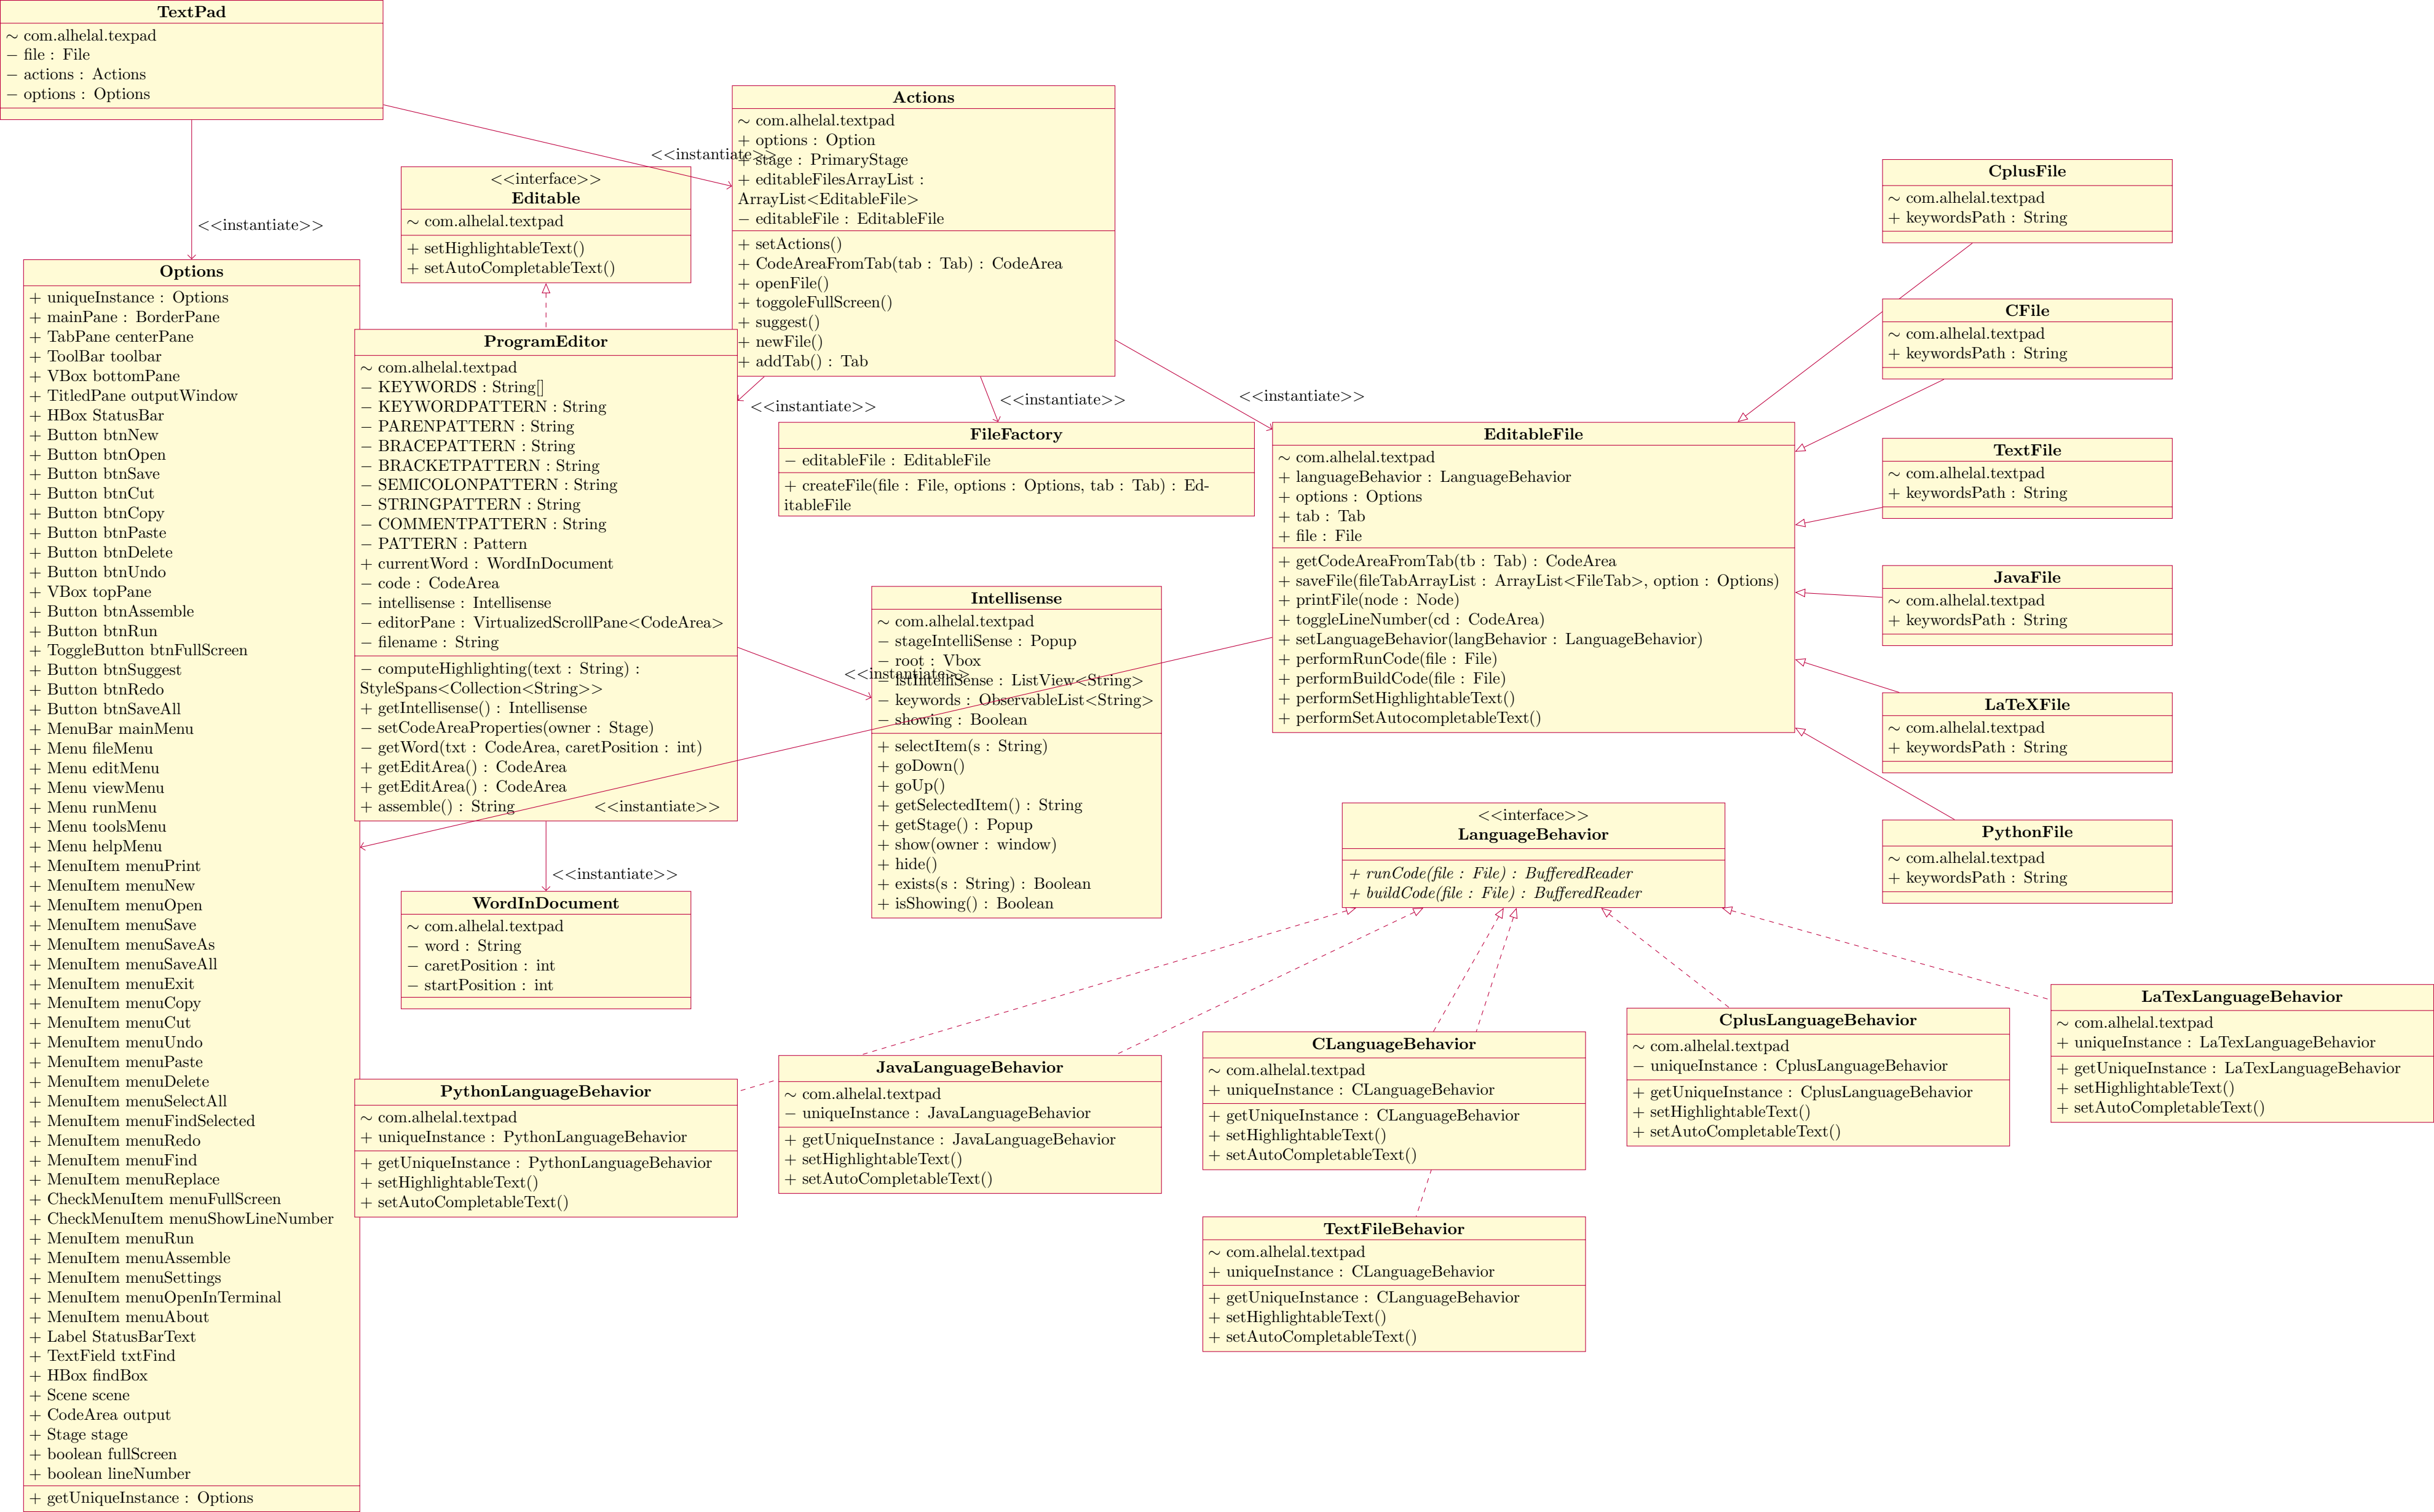 TextPad
~ com.alhelal.texpad
− file : File
− actions : Actions
− options : Options
<<instantiate>>
<<instantiate>>
Options
+ uniqueInstance : Options
+ mainPane : BorderPane
+ TabPane centerPane
+ ToolBar toolbar
+ VBox bottomPane
+ TitledPane outputWindow
+ HBox StatusBar
+ Button btnNew
+ Button btnOpen
+ Button btnSave
+ Button btnCut
+ Button btnCopy
+ Button btnPaste
+ Button btnDelete
+ Button btnUndo
+ VBox topPane
+ Button btnAssemble
+ Button btnRun
+ ToggleButton btnFullScreen
+ Button btnSuggest
+ Button btnRedo
+ Button btnSaveAll
+ MenuBar mainMenu
+ Menu fileMenu
+ Menu editMenu
+ Menu viewMenu
+ Menu runMenu
+ Menu toolsMenu
+ Menu helpMenu
+ MenuItem menuPrint
+ MenuItem menuNew
+ MenuItem menuOpen
+ MenuItem menuSave
+ MenuItem menuSaveAs
+ MenuItem menuSaveAll
+ MenuItem menuExit
+ MenuItem menuCopy
+ MenuItem menuCut
+ MenuItem menuUndo
+ MenuItem menuPaste
+ MenuItem menuDelete
+ MenuItem menuSelectAll
+ MenuItem menuFindSelected
+ MenuItem menuRedo
+ MenuItem menuFind
+ MenuItem menuReplace
+ CheckMenuItem menuFullScreen
+ CheckMenuItem menuShowLineNumber
+ MenuItem menuRun
+ MenuItem menuAssemble
+ MenuItem menuSettings
+ MenuItem menuOpenInTerminal
+ MenuItem menuAbout
+ Label StatusBarText
+ TextField txtFind
+ HBox findBox
+ Scene scene
+ CodeArea output
+ Stage stage
+ boolean fullScreen
+ boolean lineNumber
+ getUniqueInstance : Options
<<interface>>
Editable
~ com.alhelal.textpad
+ setHighlightableText()
+ setAutoCompletableText()
ProgramEditor
~ com.alhelal.textpad
− KEYWORDS : String[]
− KEYWORDPATTERN : String
− PARENPATTERN : String
− BRACEPATTERN : String
− BRACKETPATTERN : String
− SEMICOLONPATTERN : String
− STRINGPATTERN : String
− COMMENTPATTERN : String
− PATTERN : Pattern
+ currentWord : WordInDocument
− code : CodeArea
− intellisense : Intellisense
− editorPane : VirtualizedScrollPane<CodeArea>
− filename : String
− computeHighlighting(text : String) :
StyleSpans<Collection<String>>
+ getIntellisense() : Intellisense
− setCodeAreaProperties(owner : Stage)
− getWord(txt : CodeArea, caretPosition : int)
+ getEditArea() : CodeArea
+ getEditArea() : CodeArea
+ assemble() : String
<<instantiate>>
<<instantiate>>
WordInDocument
~ com.alhelal.textpad
− word : String
− caretPosition : int
− startPosition : int
PythonLanguageBehavior
~ com.alhelal.textpad
+ uniqueInstance : PythonLanguageBehavior
+ getUniqueInstance : PythonLanguageBehavior
+ setHighlightableText()
+ setAutoCompletableText()
Actions
~ com.alhelal.textpad
+ options : Option
+ stage : PrimaryStage
+ editableFilesArrayList :
ArrayList<EditableFile>
− editableFile : EditableFile
+ setActions()
+ CodeAreaFromTab(tab : Tab) : CodeArea
+ openFile()
+ toggoleFullScreen()
+ suggest()
+ newFile()
+ addTab() : Tab
<<instantiate>>
<<instantiate>>
<<instantiate>>
FileFactory
− editableFile : EditableFile
+ createFile(file : File, options : Options, tab : Tab) : Ed-
itableFile
Intellisense
~ com.alhelal.textpad
− stageIntelliSense : Popup
− root : Vbox
<<instantiate>>
− lstIntelliSense : ListView<String>
− keywords : ObservableList<String>
− showing : Boolean
+ selectItem(s : String)
+ goDown()
+ goUp()
+ getSelectedItem() : String
+ getStage() : Popup
+ show(owner : window)
+ hide()
+ exists(s : String) : Boolean
+ isShowing() : Boolean
JavaLanguageBehavior
~ com.alhelal.textpad
− uniqueInstance : JavaLanguageBehavior
+ getUniqueInstance : JavaLanguageBehavior
+ setHighlightableText()
+ setAutoCompletableText()
EditableFile
~ com.alhelal.textpad
+ languageBehavior : LanguageBehavior
+ options : Options
+ tab : Tab
+ file : File
+ getCodeAreaFromTab(tb : Tab) : CodeArea
+ saveFile(fileTabArrayList : ArrayList<FileTab>, option : Options)
+ printFile(node : Node)
+ toggleLineNumber(cd : CodeArea)
+ setLanguageBehavior(langBehavior : LanguageBehavior)
+ performRunCode(file : File)
+ performBuildCode(file : File)
+ performSetHighlightableText()
+ performSetAutocompletableText()
<<interface>>
LanguageBehavior
+ runCode(file : File) : BufferedReader
+ buildCode(file : File) : BufferedReader
CLanguageBehavior
~ com.alhelal.textpad
+ uniqueInstance : CLanguageBehavior
+ getUniqueInstance : CLanguageBehavior
+ setHighlightableText()
+ setAutoCompletableText()
TextFileBehavior
~ com.alhelal.textpad
+ uniqueInstance : CLanguageBehavior
+ getUniqueInstance : CLanguageBehavior
+ setHighlightableText()
+ setAutoCompletableText()
CplusFile
~ com.alhelal.textpad
+ keywordsPath : String
CFile
~ com.alhelal.textpad
+ keywordsPath : String
TextFile
~ com.alhelal.textpad
+ keywordsPath : String
JavaFile
~ com.alhelal.textpad
+ keywordsPath : String
LaTeXFile
~ com.alhelal.textpad
+ keywordsPath : String
PythonFile
~ com.alhelal.textpad
+ keywordsPath : String
CplusLanguageBehavior
~ com.alhelal.textpad
− uniqueInstance : CplusLanguageBehavior
+ getUniqueInstance : CplusLanguageBehavior
+ setHighlightableText()
+ setAutoCompletableText()
LaTexLanguageBehavior
~ com.alhelal.textpad
+ uniqueInstance : LaTexLanguageBehavior
+ getUniqueInstance : LaTexLanguageBehavior
+ setHighlightableText()
+ setAutoCompletableText()